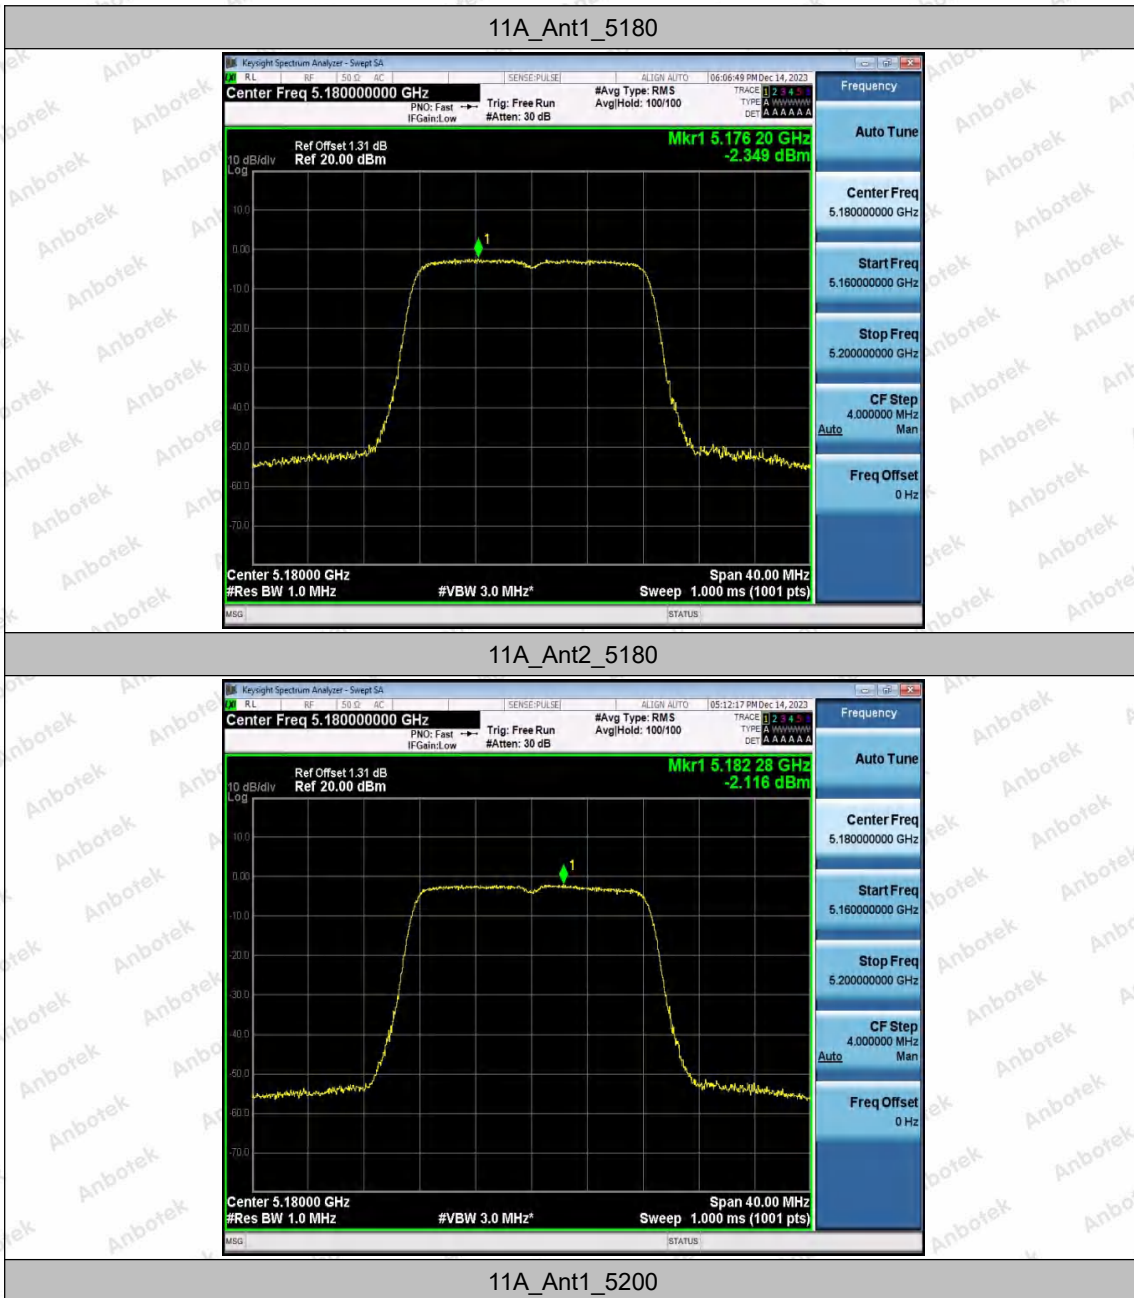 11A_Ant1_5180
Keysight Spectrum Analyzer - Swept SA
RL RF 50 Ω AC SENSE:PULSE ALIGN AUTO 06:06:49 PM Dec 14, 2023
Center Freq 5.180000000 GHz
PNO: Fast
IFGain:Low
Trig: Free Run
#Atten: 30 dB
#Avg Type: RMS
Avg|Hold: 100/100
TRACE 1 2 3 4 5 6
TYPE A WWWWW
DET A A A A A A
Mkr1 5.176 20 GHz
-2.349 dBm
Ref Offset 1.31 dB
10 dB/div Ref 20.00 dBm
Log
1
10.0
0.00
-10.0
-20.0
-30.0
-40.0
-50.0
-60.0
-70.0
Center 5.18000 GHz Span 40.00 MHz
#Res BW 1.0 MHz #VBW 3.0 MHz* Sweep 1.000 ms (1001 pts)
MSG STATUS
Frequency
Auto Tune
Center Freq
5.180000000 GHz
Start Freq
5.160000000 GHz
Stop Freq
5.200000000 GHz
CF Step
4.000000 MHz
Auto Man
Freq Offset
0 Hz
11A_Ant2_5180
Keysight Spectrum Analyzer - Swept SA
RL RF 50 Ω AC SENSE:PULSE ALIGN AUTO 05:12:17 PM Dec 14, 2023
Center Freq 5.180000000 GHz
PNO: Fast
IFGain:Low
Trig: Free Run
#Atten: 30 dB
#Avg Type: RMS
Avg|Hold: 100/100
TRACE 1 2 3 4 5 6
TYPE A WWWWW
DET A A A A A A
Mkr1 5.182 28 GHz
-2.116 dBm
Ref Offset 1.31 dB
10 dB/div Ref 20.00 dBm
Log
1
10.0
0.00
-10.0
-20.0
-30.0
-40.0
-50.0
-60.0
-70.0
Center 5.18000 GHz Span 40.00 MHz
#Res BW 1.0 MHz #VBW 3.0 MHz* Sweep 1.000 ms (1001 pts)
MSG STATUS
Frequency
Auto Tune
Center Freq
5.180000000 GHz
Start Freq
5.160000000 GHz
Stop Freq
5.200000000 GHz
CF Step
4.000000 MHz
Auto Man
Freq Offset
0 Hz
11A_Ant1_5200
Anbotek